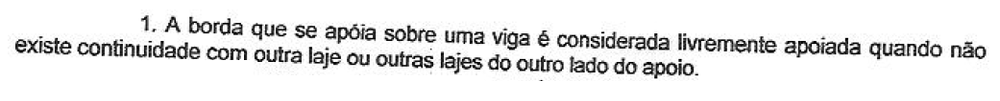 1. A borda que se apóia sobre uma viga é considerada livremente apoiada quando não
existe continuidade com outra laje ou outras lajes do outro lado do apoio.